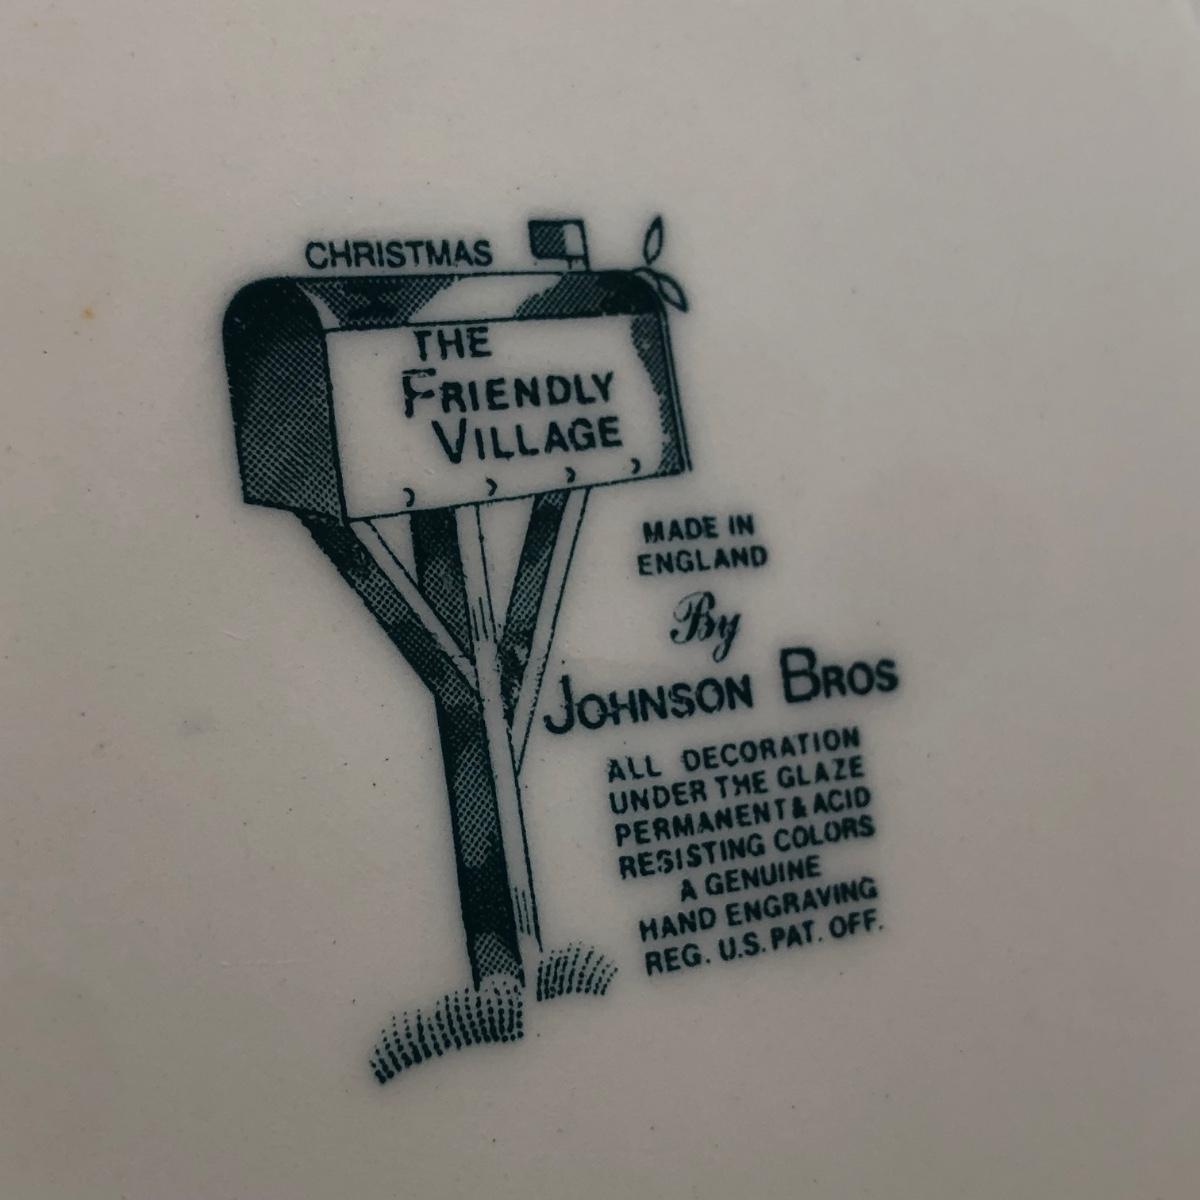 CHRISTMAS
THE
FRIENDLY
VILLAGE
MADE IN
ENGLAND
By
JOHNSON BROS
ALL DECORATION
UNDER THE GLAZE
PERMANENT & ACID
RESISTING COLORS
A GENUINE
HAND ENGRAVING
REG. U.S. PAT. OFF.